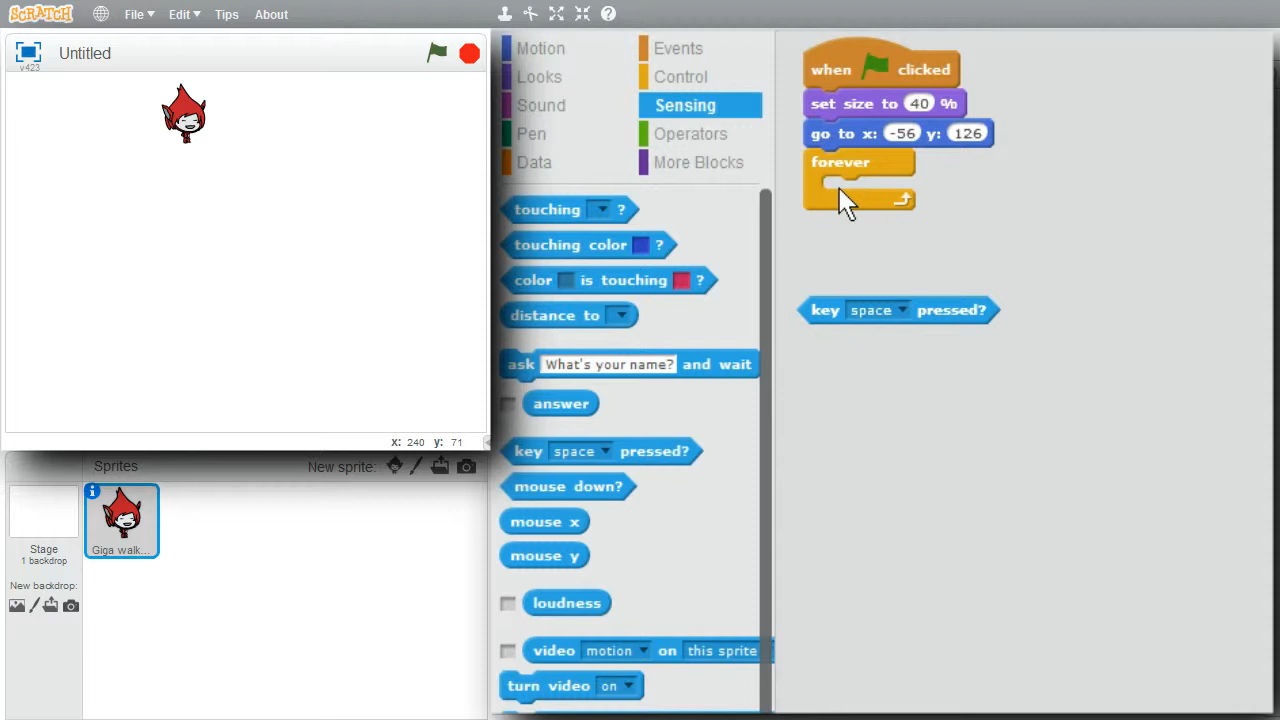 SCRATCH File Edit Tips About
Untitled
v423
x: 240 y: 71
Sprites New sprite:
Giga walk...
Stage
1 backdrop
New backdrop:
Motion Events
Looks Control
Sound Sensing
Pen Operators
Data More Blocks
touching ?
touching color ?
color is touching ?
distance to
ask What's your name? and wait
answer
key space pressed?
mouse down?
mouse x
mouse y
loudness
video motion on this sprite
turn video on
when clicked
set size to 40 %
go to x: -56 y: 126
forever
key space pressed?